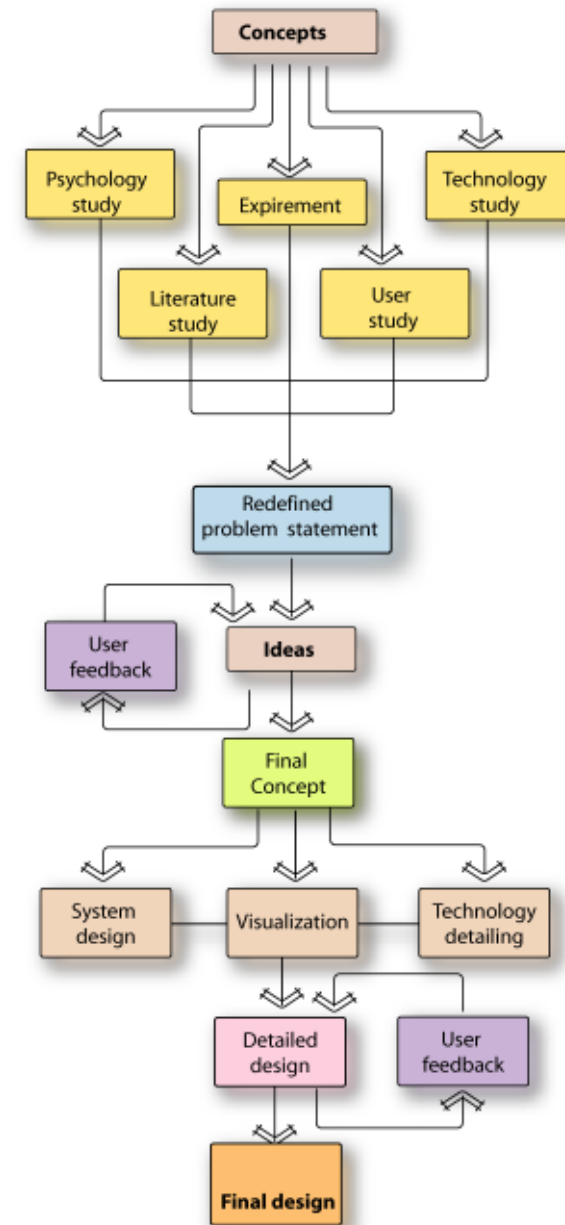 Concepts
Psychology
study
Expirement
Technology
study
Literature
study
User
study
Redefined
problem statement
User
feedback
Ideas
Final
Concept
System
design
Visualization
Technology
detailing
Detailed
design
User
feedback
Final design